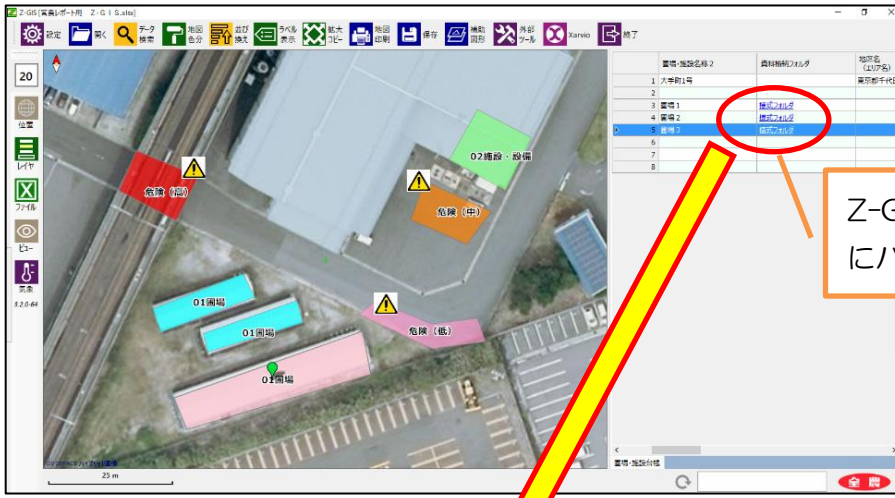 Z-GIS [営農レポート用 Z-GIS.xlsx]
設定
開く
データ検索
地図色分
並び換え
ラベル表示
拡大コピー
地図印刷
保存
補助図形
外部ツール
Xarvio
終了
20
位置
レイヤ
ファイル
ビュー
気象
3.2.0-64
02施設・設備
危険（高）
危険（中）
01圃場
01圃場
危険（低）
01圃場
25 m
圃場・施設名称2 資料格納フォルダ 地区名（エリア名）
1 大手町1号 東京都千代田
2
3 圃場1 様式フォルダ
4 圃場2 様式フォルダ
5 圃場3 様式フォルダ
6
7
8
Z-G
にハ
全農